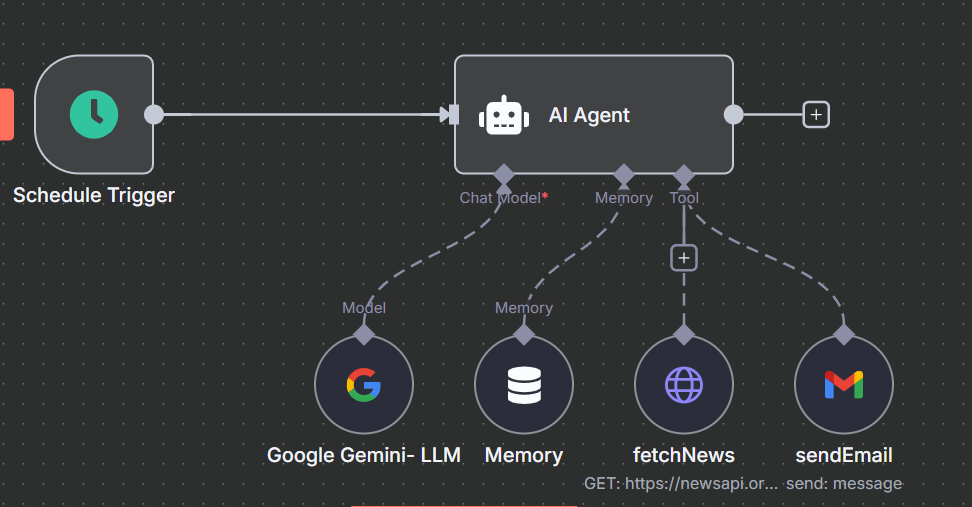 AI Agent
Schedule Trigger
Chat Model*
Memory
Tool
Model
Memory
Google Gemini- LLM
Memory
fetchNews
sendEmail
GET: https://newsapi.or...
send: message